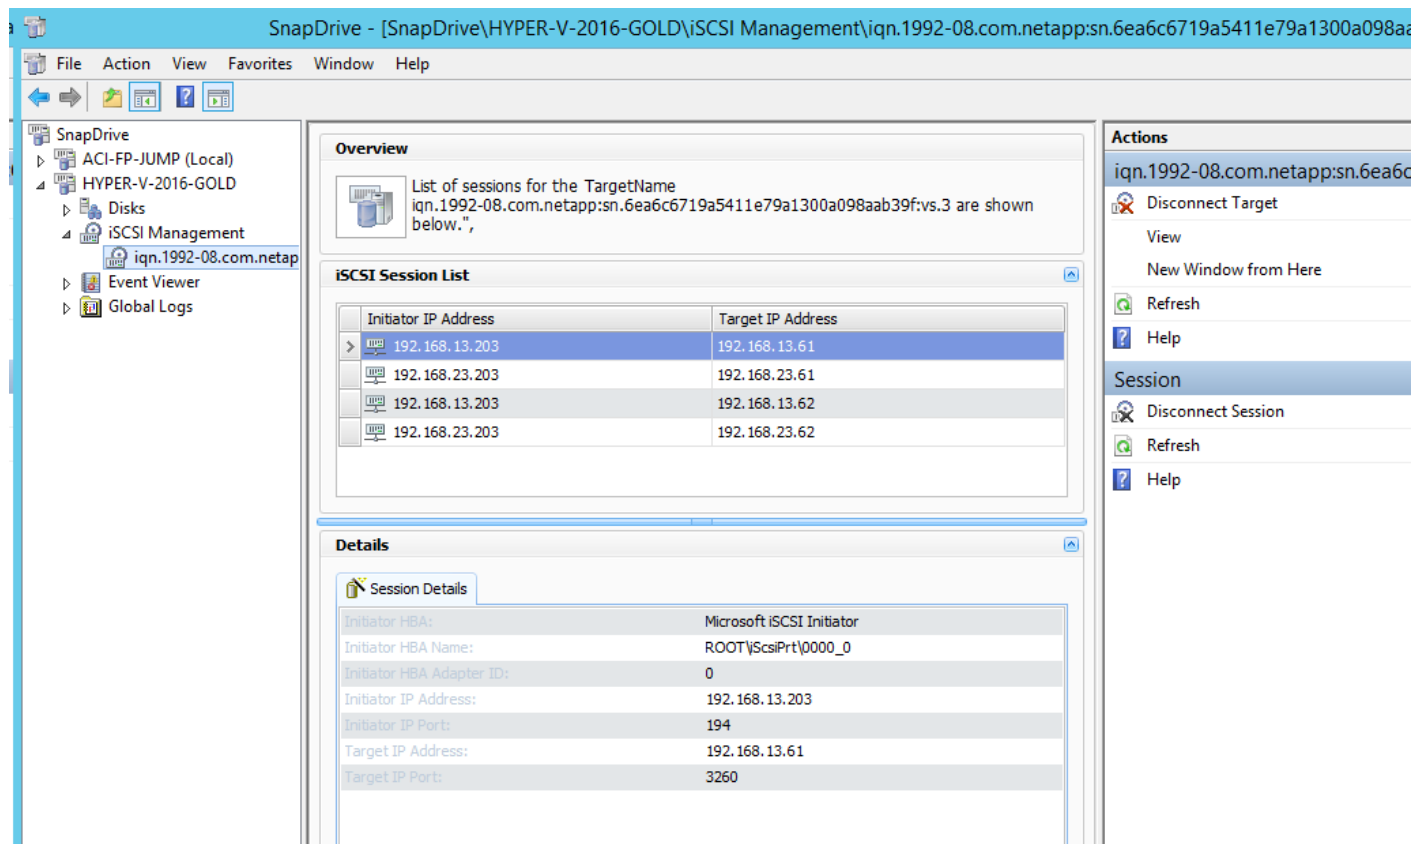 SnapDrive - [SnapDrive\HYPER-V-2016-GOLD\iSCSI Management\iqn.1992-08.com.netapp:sn.6ea6c6719a5411e79a1300a098aa
File Action View Favorites Window Help
SnapDrive
ACI-FP-JUMP (Local)
HYPER-V-2016-GOLD
Disks
iSCSI Management
iqn.1992-08.com.netap
Event Viewer
Global Logs
Overview
List of sessions for the TargetName
iqn.1992-08.com.netapp:sn.6ea6c6719a5411e79a1300a098aab39f:vs.3 are shown
below.",
iSCSI Session List
Initiator IP Address Target IP Address
192.168.13.203 192.168.13.61
192.168.23.203 192.168.23.61
192.168.13.203 192.168.13.62
192.168.23.203 192.168.23.62
Details
Session Details
Initiator HBA: Microsoft iSCSI Initiator
Initiator HBA Name: ROOT\iScsiPrt\0000_0
Initiator HBA Adapter ID: 0
Initiator IP Address: 192.168.13.203
Initiator IP Port: 194
Target IP Address: 192.168.13.61
Target IP Port: 3260
Actions
iqn.1992-08.com.netapp:sn.6ea6c
Disconnect Target
View
New Window from Here
Refresh
Help
Session
Disconnect Session
Refresh
Help